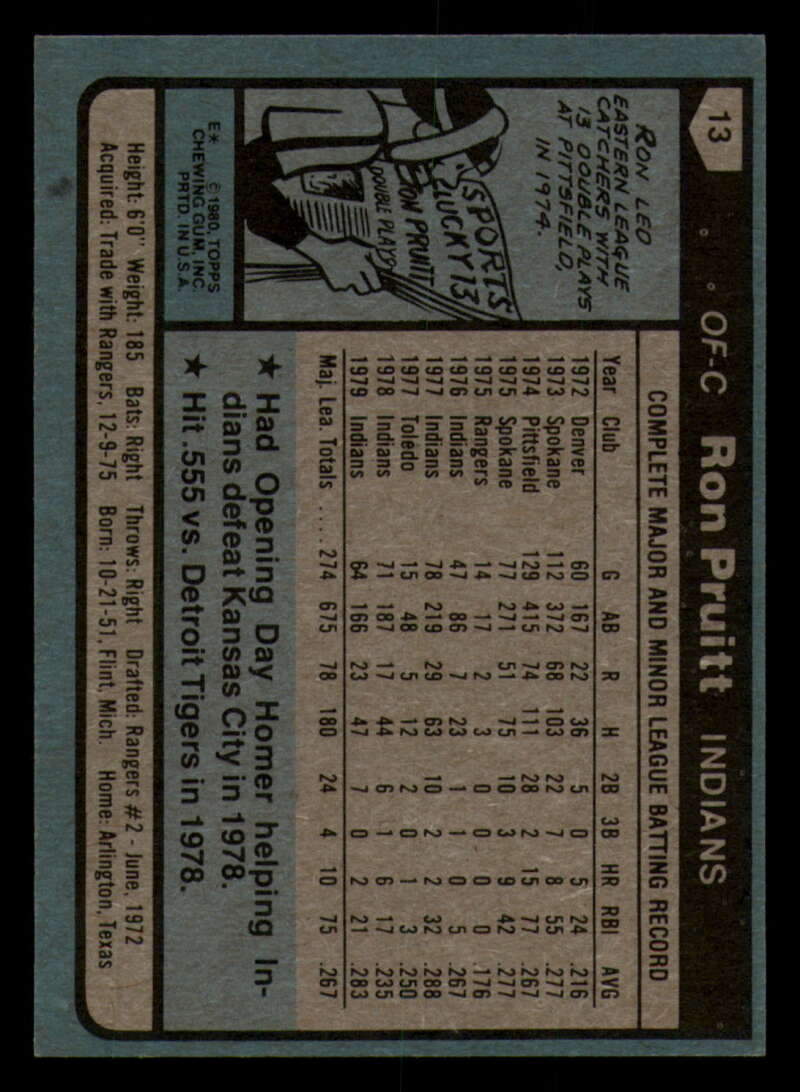 13 OF-C Ron Pruitt INDIANS
RON LED
EASTERN LEAGUE
CATCHERS WITH
13 DOUBLE PLAYS
AT PITTSFIELD,
IN 1974.
SPORTS
LUCKY 13
RON PRUITT
DOUBLE PLAYS
E* © 1980, TOPPS
CHEWING GUM, INC.
PRTD. IN U.S.A.
COMPLETE MAJOR AND MINOR LEAGUE BATTING RECORD
Year Club G AB R H 2B 3B HR RBI AVG
1972 Denver 60 167 22 36 5 0 5 24 .216
1973 Spokane 112 372 68 103 22 7 8 55 .277
1974 Pittsfield 129 415 74 111 28 2 15 77 .267
1975 Spokane 77 271 51 75 10 3 9 42 .277
1975 Rangers 14 17 2 3 0 0 0 0 .176
1976 Indians 47 86 7 23 1 1 0 5 .267
1977 Indians 78 219 29 63 10 2 2 32 .288
1977 Toledo 15 48 5 12 2 0 1 3 .250
1978 Indians 71 187 17 44 6 1 6 17 .235
1979 Indians 64 166 23 47 7 0 2 21 .283
Maj. Lea. Totals .... 274 675 78 180 24 4 10 75 .267
★ Had Opening Day Homer helping In-
dians defeat Kansas City in 1978.
★ Hit .555 vs. Detroit Tigers in 1978.
Height: 6'0" Weight: 185 Bats: Right Throws: Right Drafted: Rangers #2 - June, 1972
Acquired: Trade with Rangers, 12-9-75 Born: 10-21-51, Flint, Mich. Home: Arlington, Texas